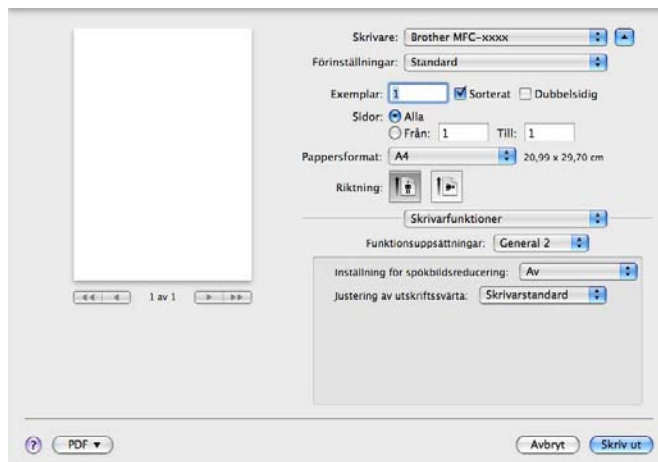 Skrivare: Brother MFC-xxxx
Förinställningar: Standard
Exemplar: 1 Sorterat Dubbelsidig
Sidor: Alla
Från: 1 Till: 1
Pappersformat: A4 20,99 x 29,70 cm
Riktning:
Skrivarfunktioner
Funktionsuppsättningar: General 2
Inställning för spökbildsreducering: Av
Justering av utskriftssvärta: Skrivarstandard
1 av 1
? PDF Avbryt Skriv ut